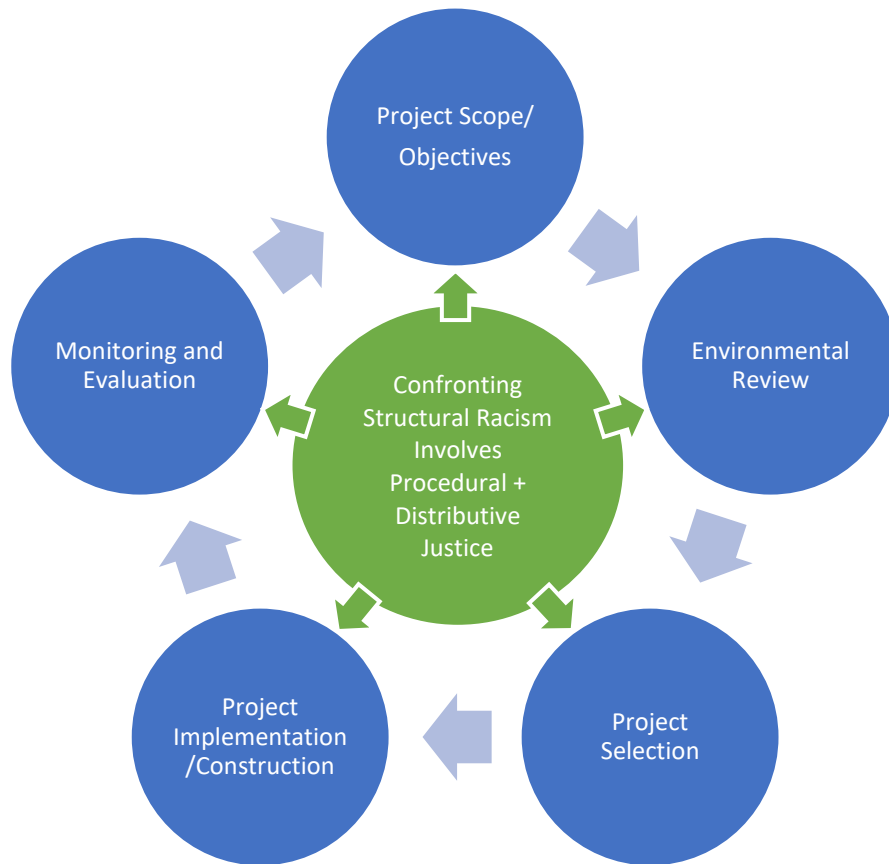 Project Scope/
Objectives
Environmental
Review
Project
Selection
Project
Implementation
/Construction
Monitoring and
Evaluation
Confronting
Structural Racism
Involves
Procedural +
Distributive
Justice